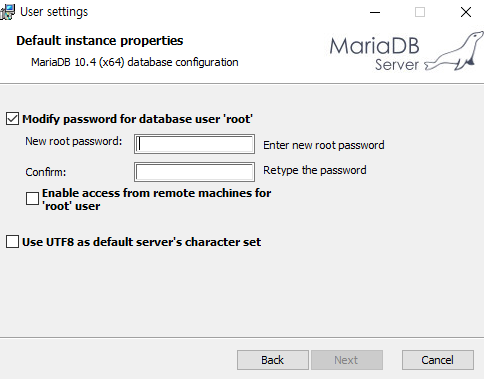 User settings
Default instance properties
MariaDB 10.4 (x64) database configuration
MariaDB
Server
Modify password for database user 'root'
New root password:
Enter new root password
Confirm:
Retype the password
Enable access from remote machines for
'root' user
Use UTF8 as default server's character set
Back
Next
Cancel